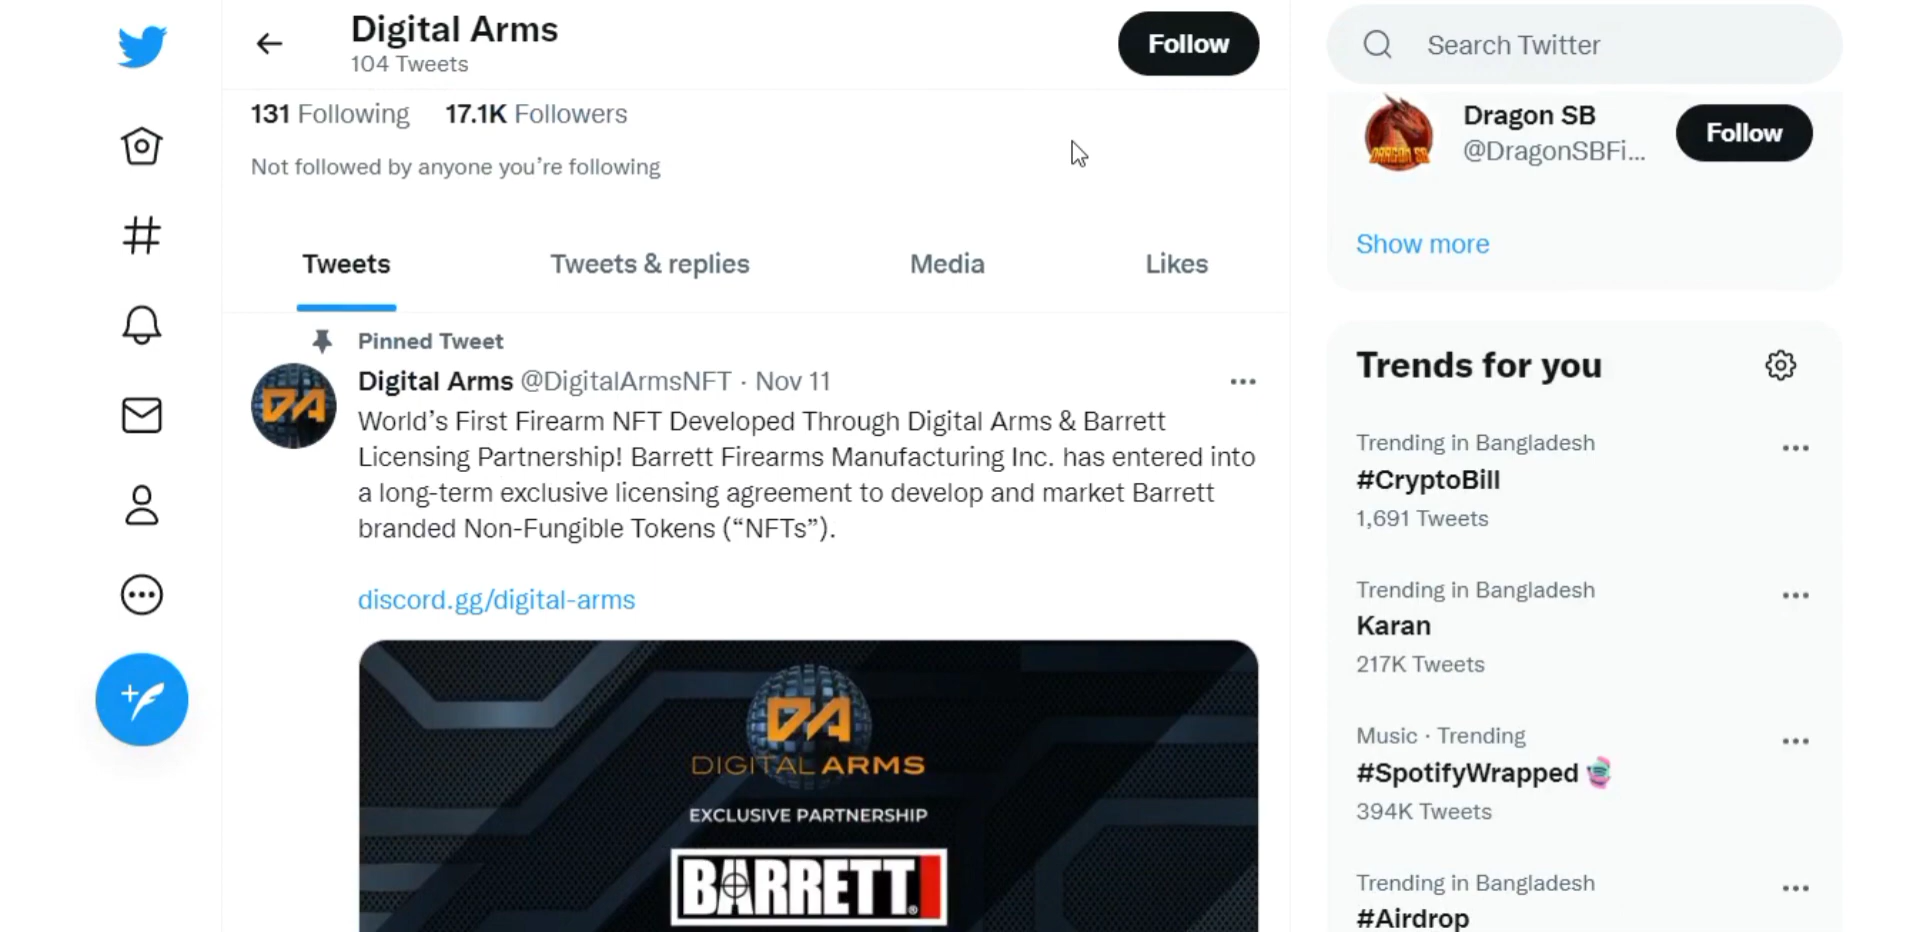 Digital Arms
104 Tweets
Follow
131 Following 17.1K Followers
Not followed by anyone you’re following
Tweets Tweets & replies Media Likes
Pinned Tweet
Digital Arms @DigitalArmsNFT · Nov 11
World’s First Firearm NFT Developed Through Digital Arms & Barrett
Licensing Partnership! Barrett Firearms Manufacturing Inc. has entered into
a long-term exclusive licensing agreement to develop and market Barrett
branded Non-Fungible Tokens (“NFTs”).
discord.gg/digital-arms
DA
DIGITAL ARMS
EXCLUSIVE PARTNERSHIP
BARRETT®
Search Twitter
DRAGON SB
Dragon SB
@DragonSBFi...
Follow
Show more
Trends for you
Trending in Bangladesh
#CryptoBill
1,691 Tweets
Trending in Bangladesh
Karan
217K Tweets
Music · Trending
#SpotifyWrapped
394K Tweets
Trending in Bangladesh
#Airdrop